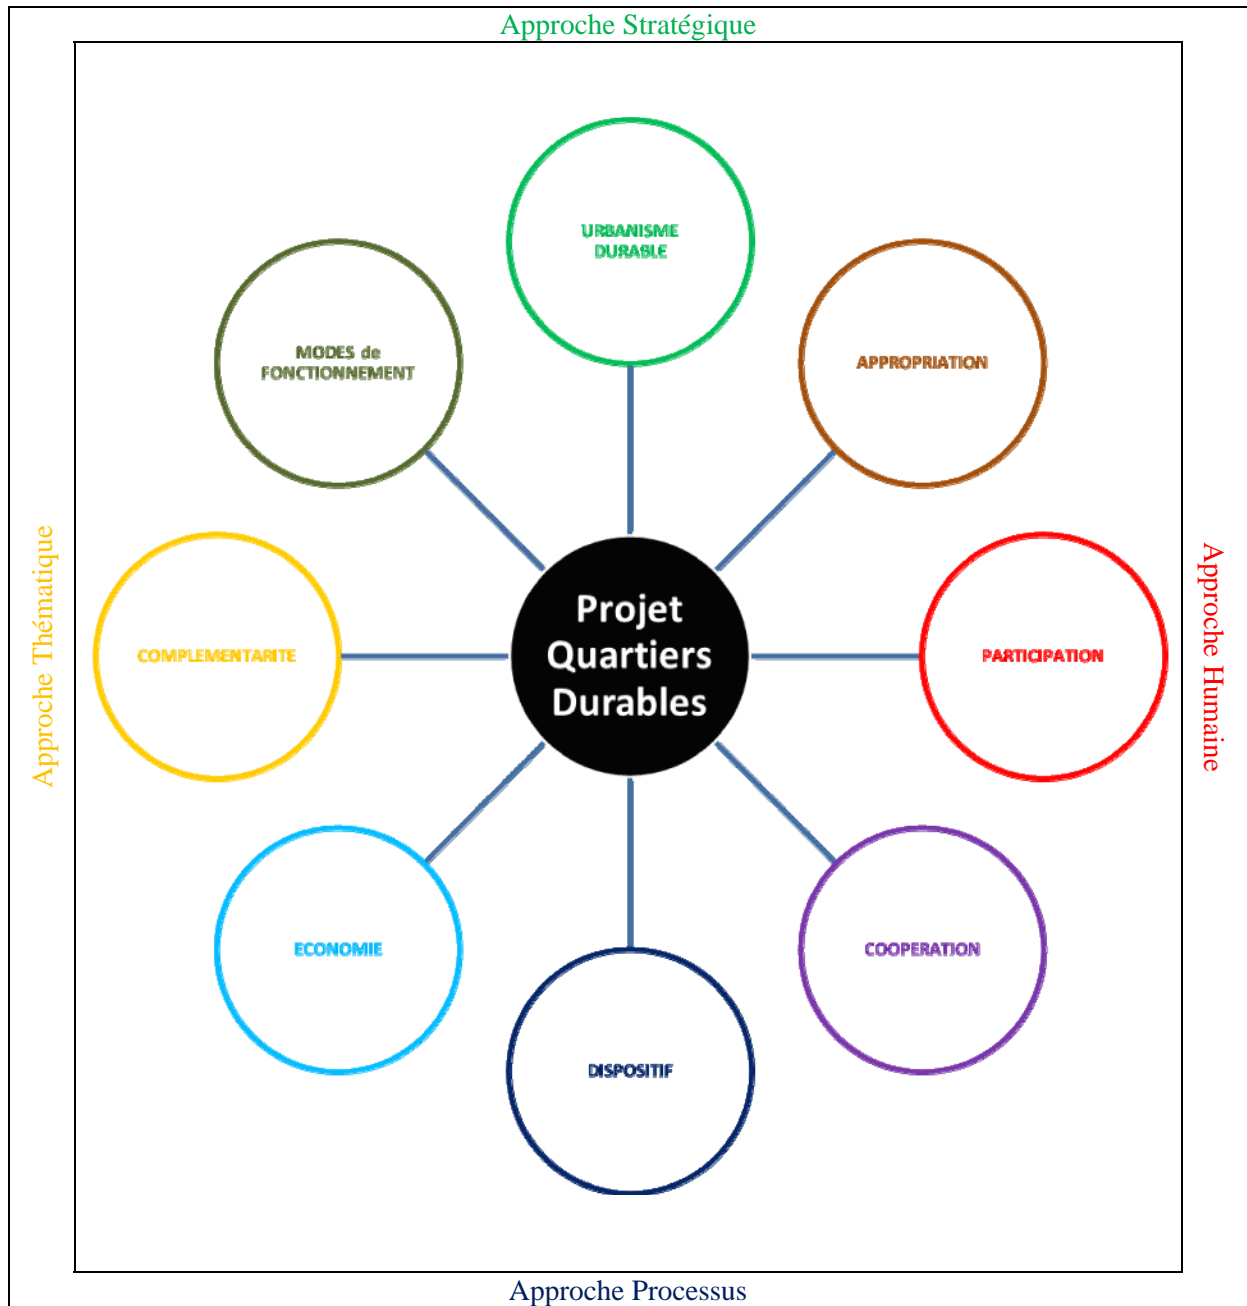 Approche Stratégique
URBANISME
DURABLE
MODES de
FONCTIONNEMENT
APPROPRIATION
Approche Thématique
COMPLEMENTARITE
Projet
Quartiers
Durables
PARTICIPATION
Approche Humaine
ECONOMIE
COOPERATION
DISPOSITIF
Approche Processus